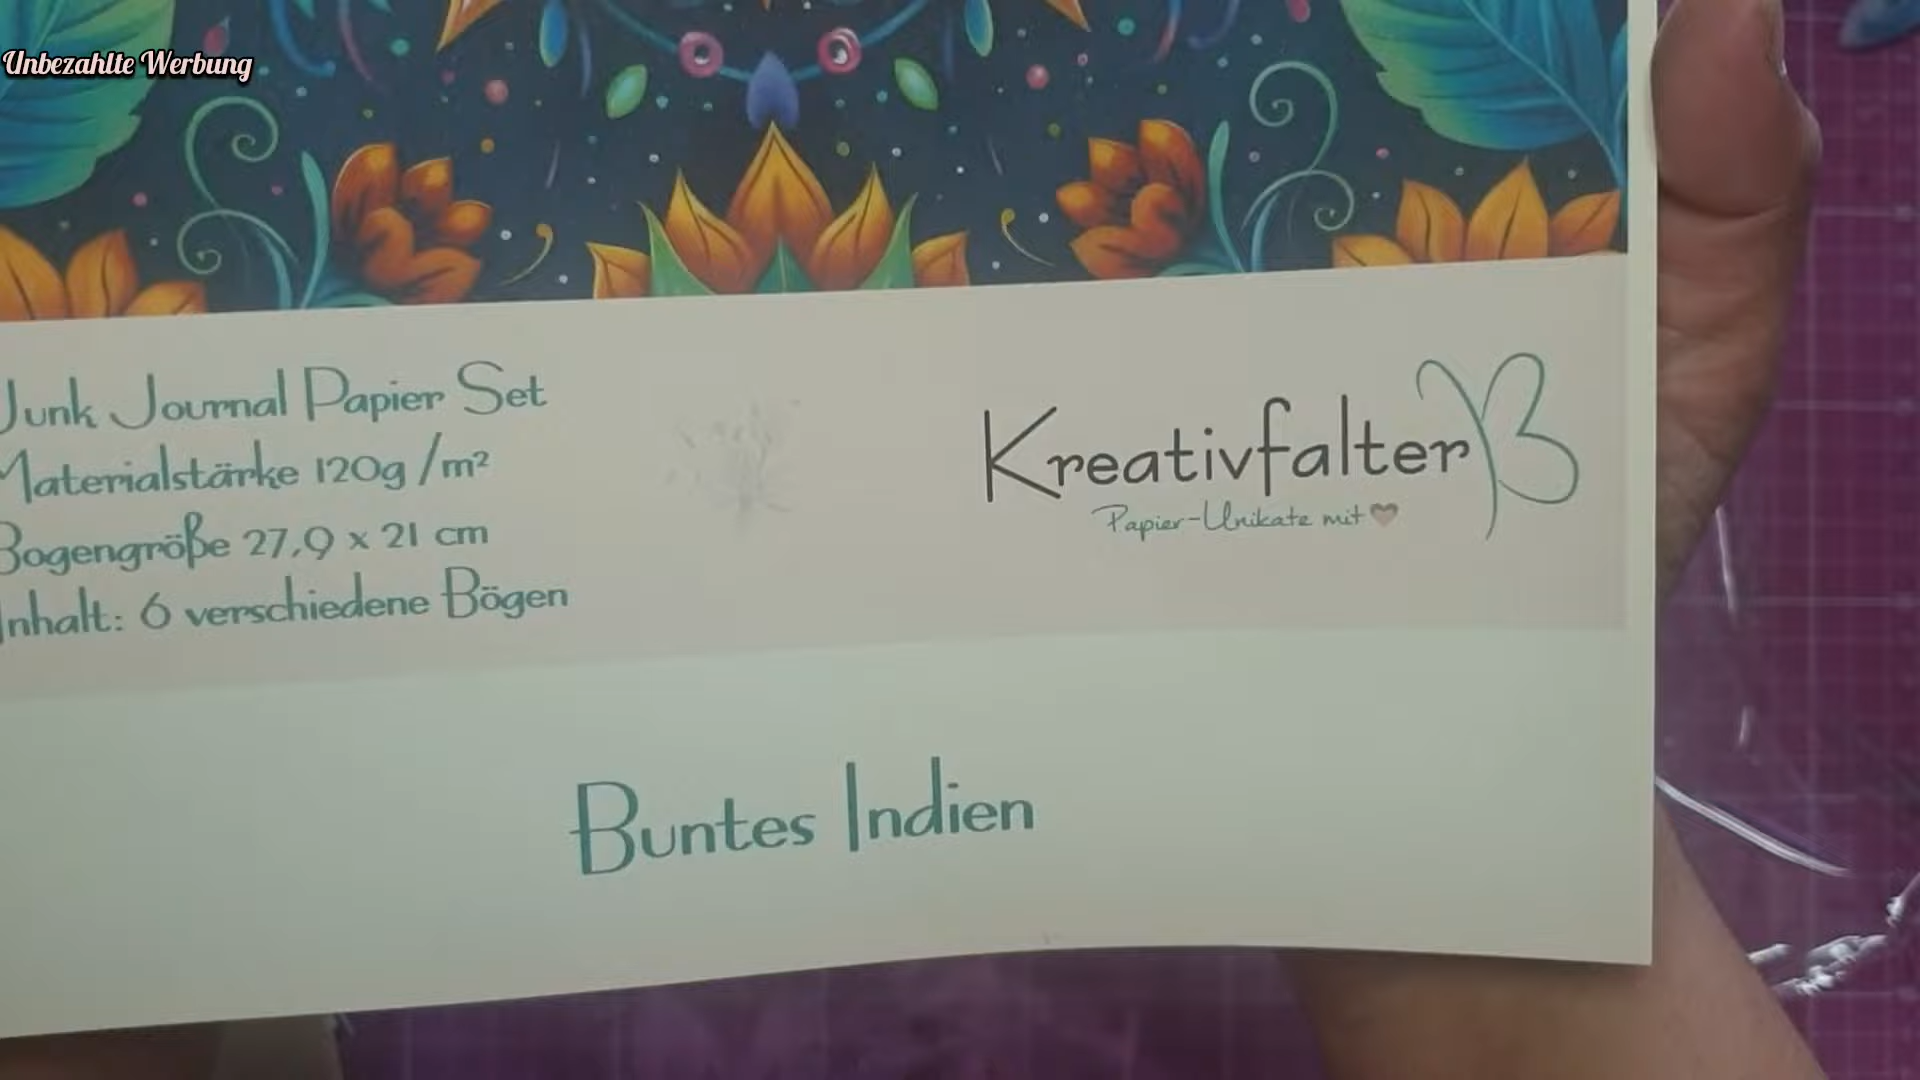 Unbezahlte Werbung
Junk Journal Papier Set
Materialstärke 120g/m²
Bogengröße 27,9 x 21 cm
Inhalt: 6 verschiedene Bögen
Kreativfalter
Papier-Unikate mit
Buntes Indien